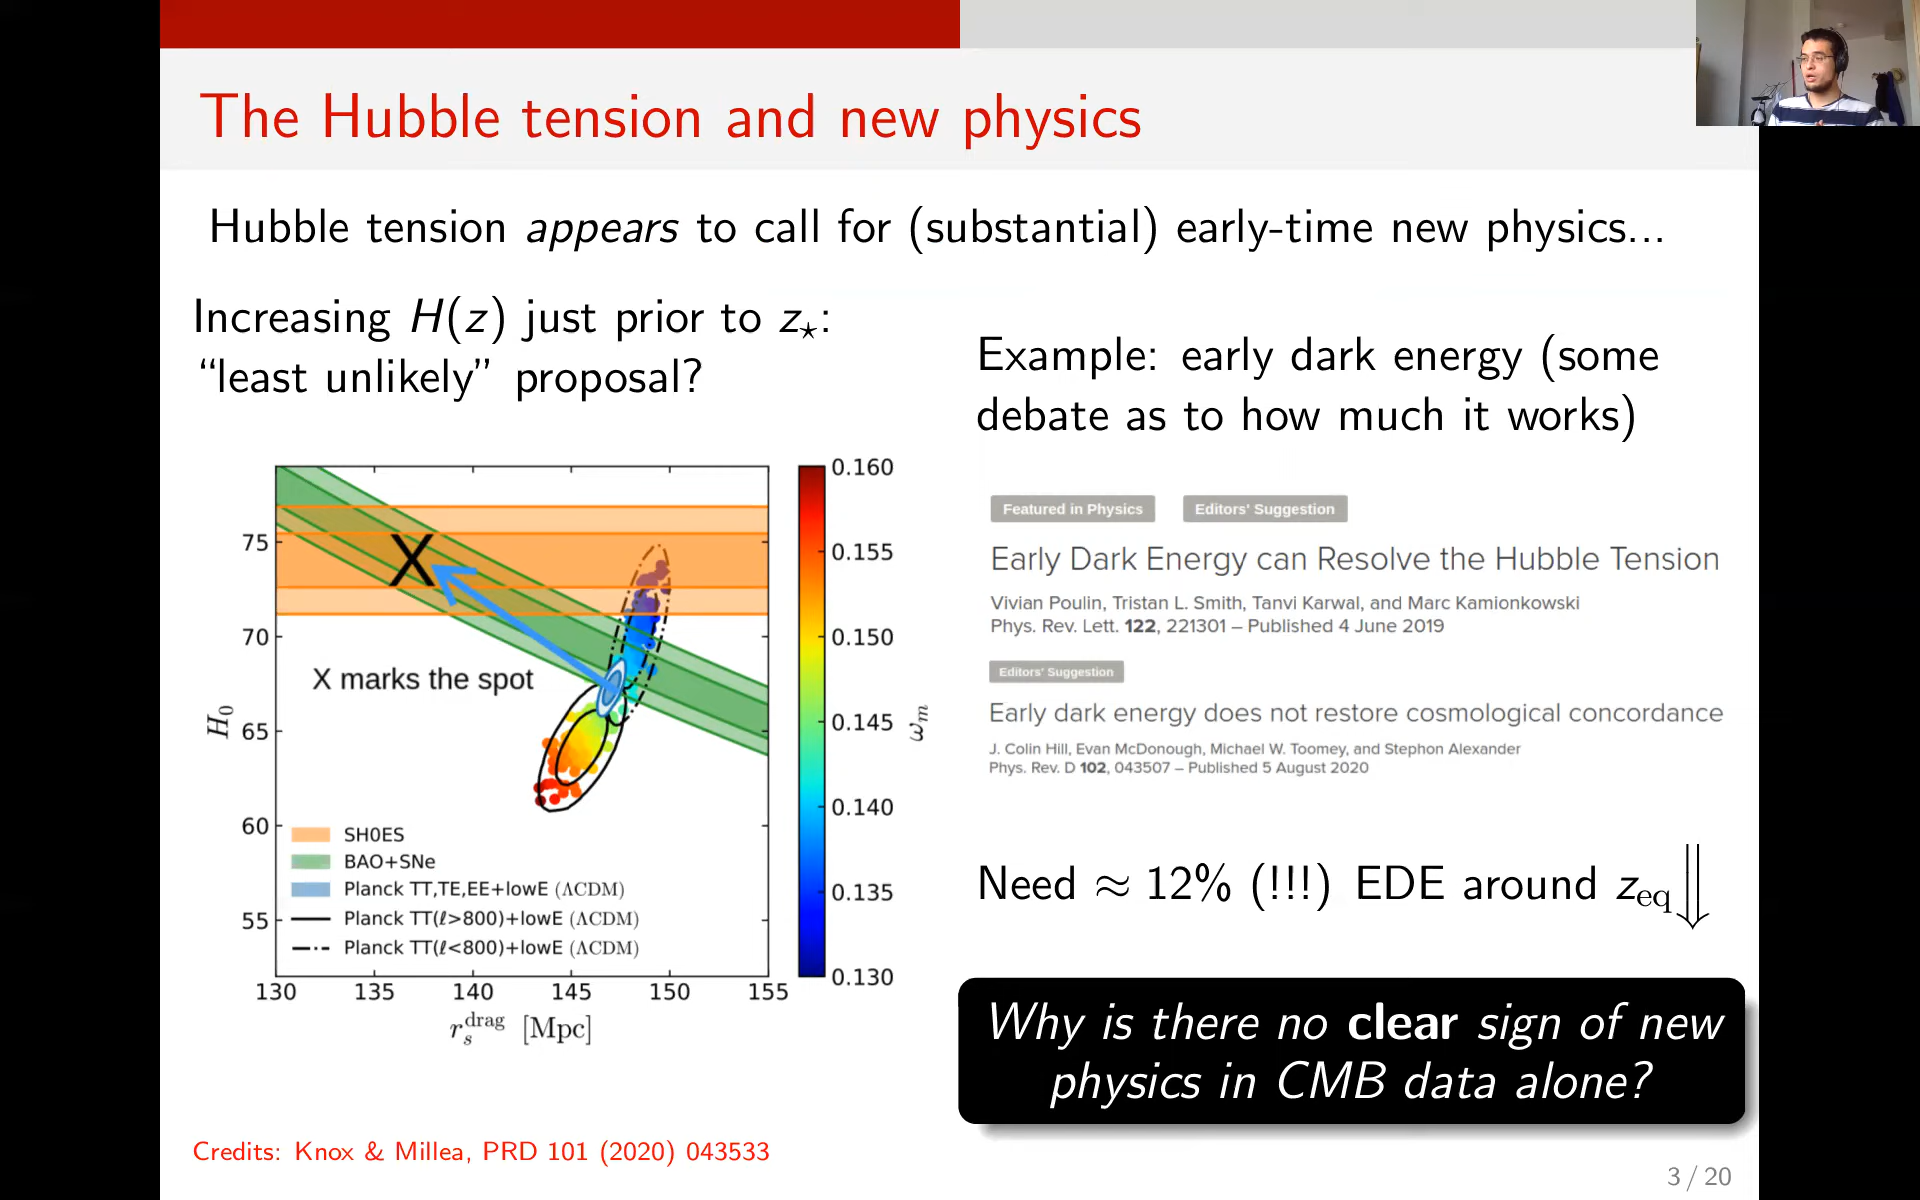 The Hubble tension and new physics
Hubble tension appears to call for (substantial) early-time new physics...
Increasing H(z) just prior to z⋆:
“least unlikely” proposal?
75
70
65
60
55
H₀
X
X marks the spot
SH0ES
BAO+SNe
Planck TT,TE,EE+lowE (ΛCDM)
Planck TT(ℓ>800)+lowE (ΛCDM)
Planck TT(ℓ<800)+lowE (ΛCDM)
130 135 140 145 150 155
r_s^drag [Mpc]
0.160
0.155
0.150
0.145
0.140
0.135
0.130
ω_m
Credits: Knox & Millea, PRD 101 (2020) 043533
Example: early dark energy (some
debate as to how much it works)
Featured in Physics Editors' Suggestion
Early Dark Energy can Resolve the Hubble Tension
Vivian Poulin, Tristan L. Smith, Tanvi Karwal, and Marc Kamionkowski
Phys. Rev. Lett. 122, 221301 – Published 4 June 2019
Editors' Suggestion
Early dark energy does not restore cosmological concordance
J. Colin Hill, Evan McDonough, Michael W. Toomey, and Stephon Alexander
Phys. Rev. D 102, 043507 – Published 5 August 2020
Need ≈ 12% (!!!) EDE around z_eq ⇓
Why is there no clear sign of new
physics in CMB data alone?
3 / 20